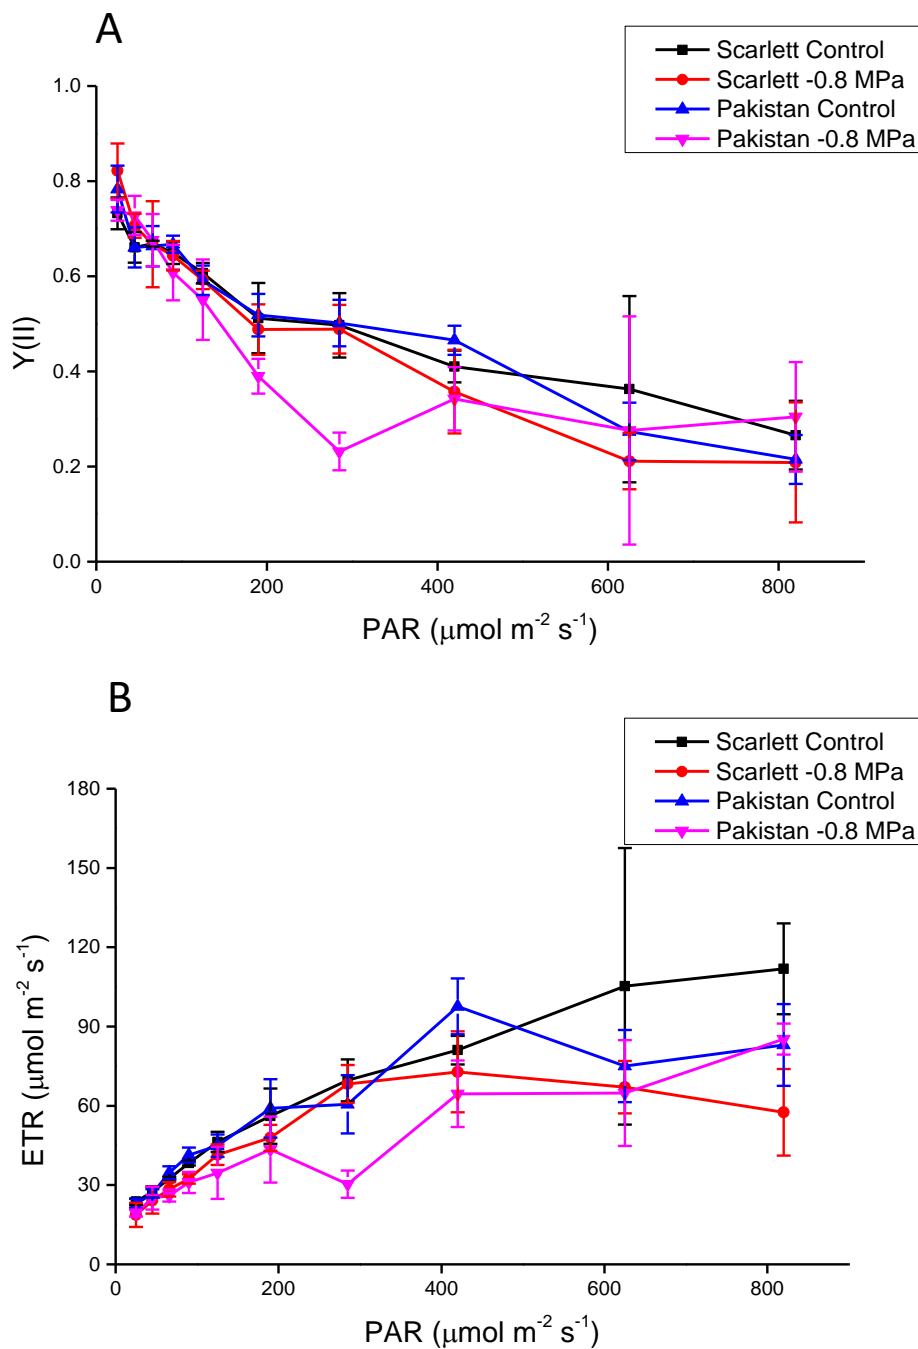 A
Scarlett Control
Scarlett -0.8 MPa
Pakistan Control
Pakistan -0.8 MPa
1.0
0.8
0.6
0.4
0.2
0.0
Y(II)
0 200 400 600 800
PAR (μmol m⁻² s⁻¹)
B
Scarlett Control
Scarlett -0.8 MPa
Pakistan Control
Pakistan -0.8 MPa
180
150
120
90
60
30
0
ETR (μmol m⁻² s⁻¹)
0 200 400 600 800
PAR (μmol m⁻² s⁻¹)